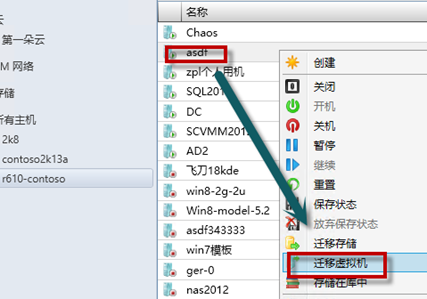 云
第一朵云
M 网络
存储
所有主机
2k8
contoso2k13a
r610-contoso
名称
Chaos
asdf
zpl个人用机
SQL201
DC
SCVMM2013
AD2
飞刀18kde
win8-2g-2u
Win8-model-5.2
asdf343333
win7模板
ger-0
nas2012
创建
关闭
开机
关机
暂停
继续
重置
保存状态
放弃保存状态
迁移存储
迁移虚拟机
存储在库中